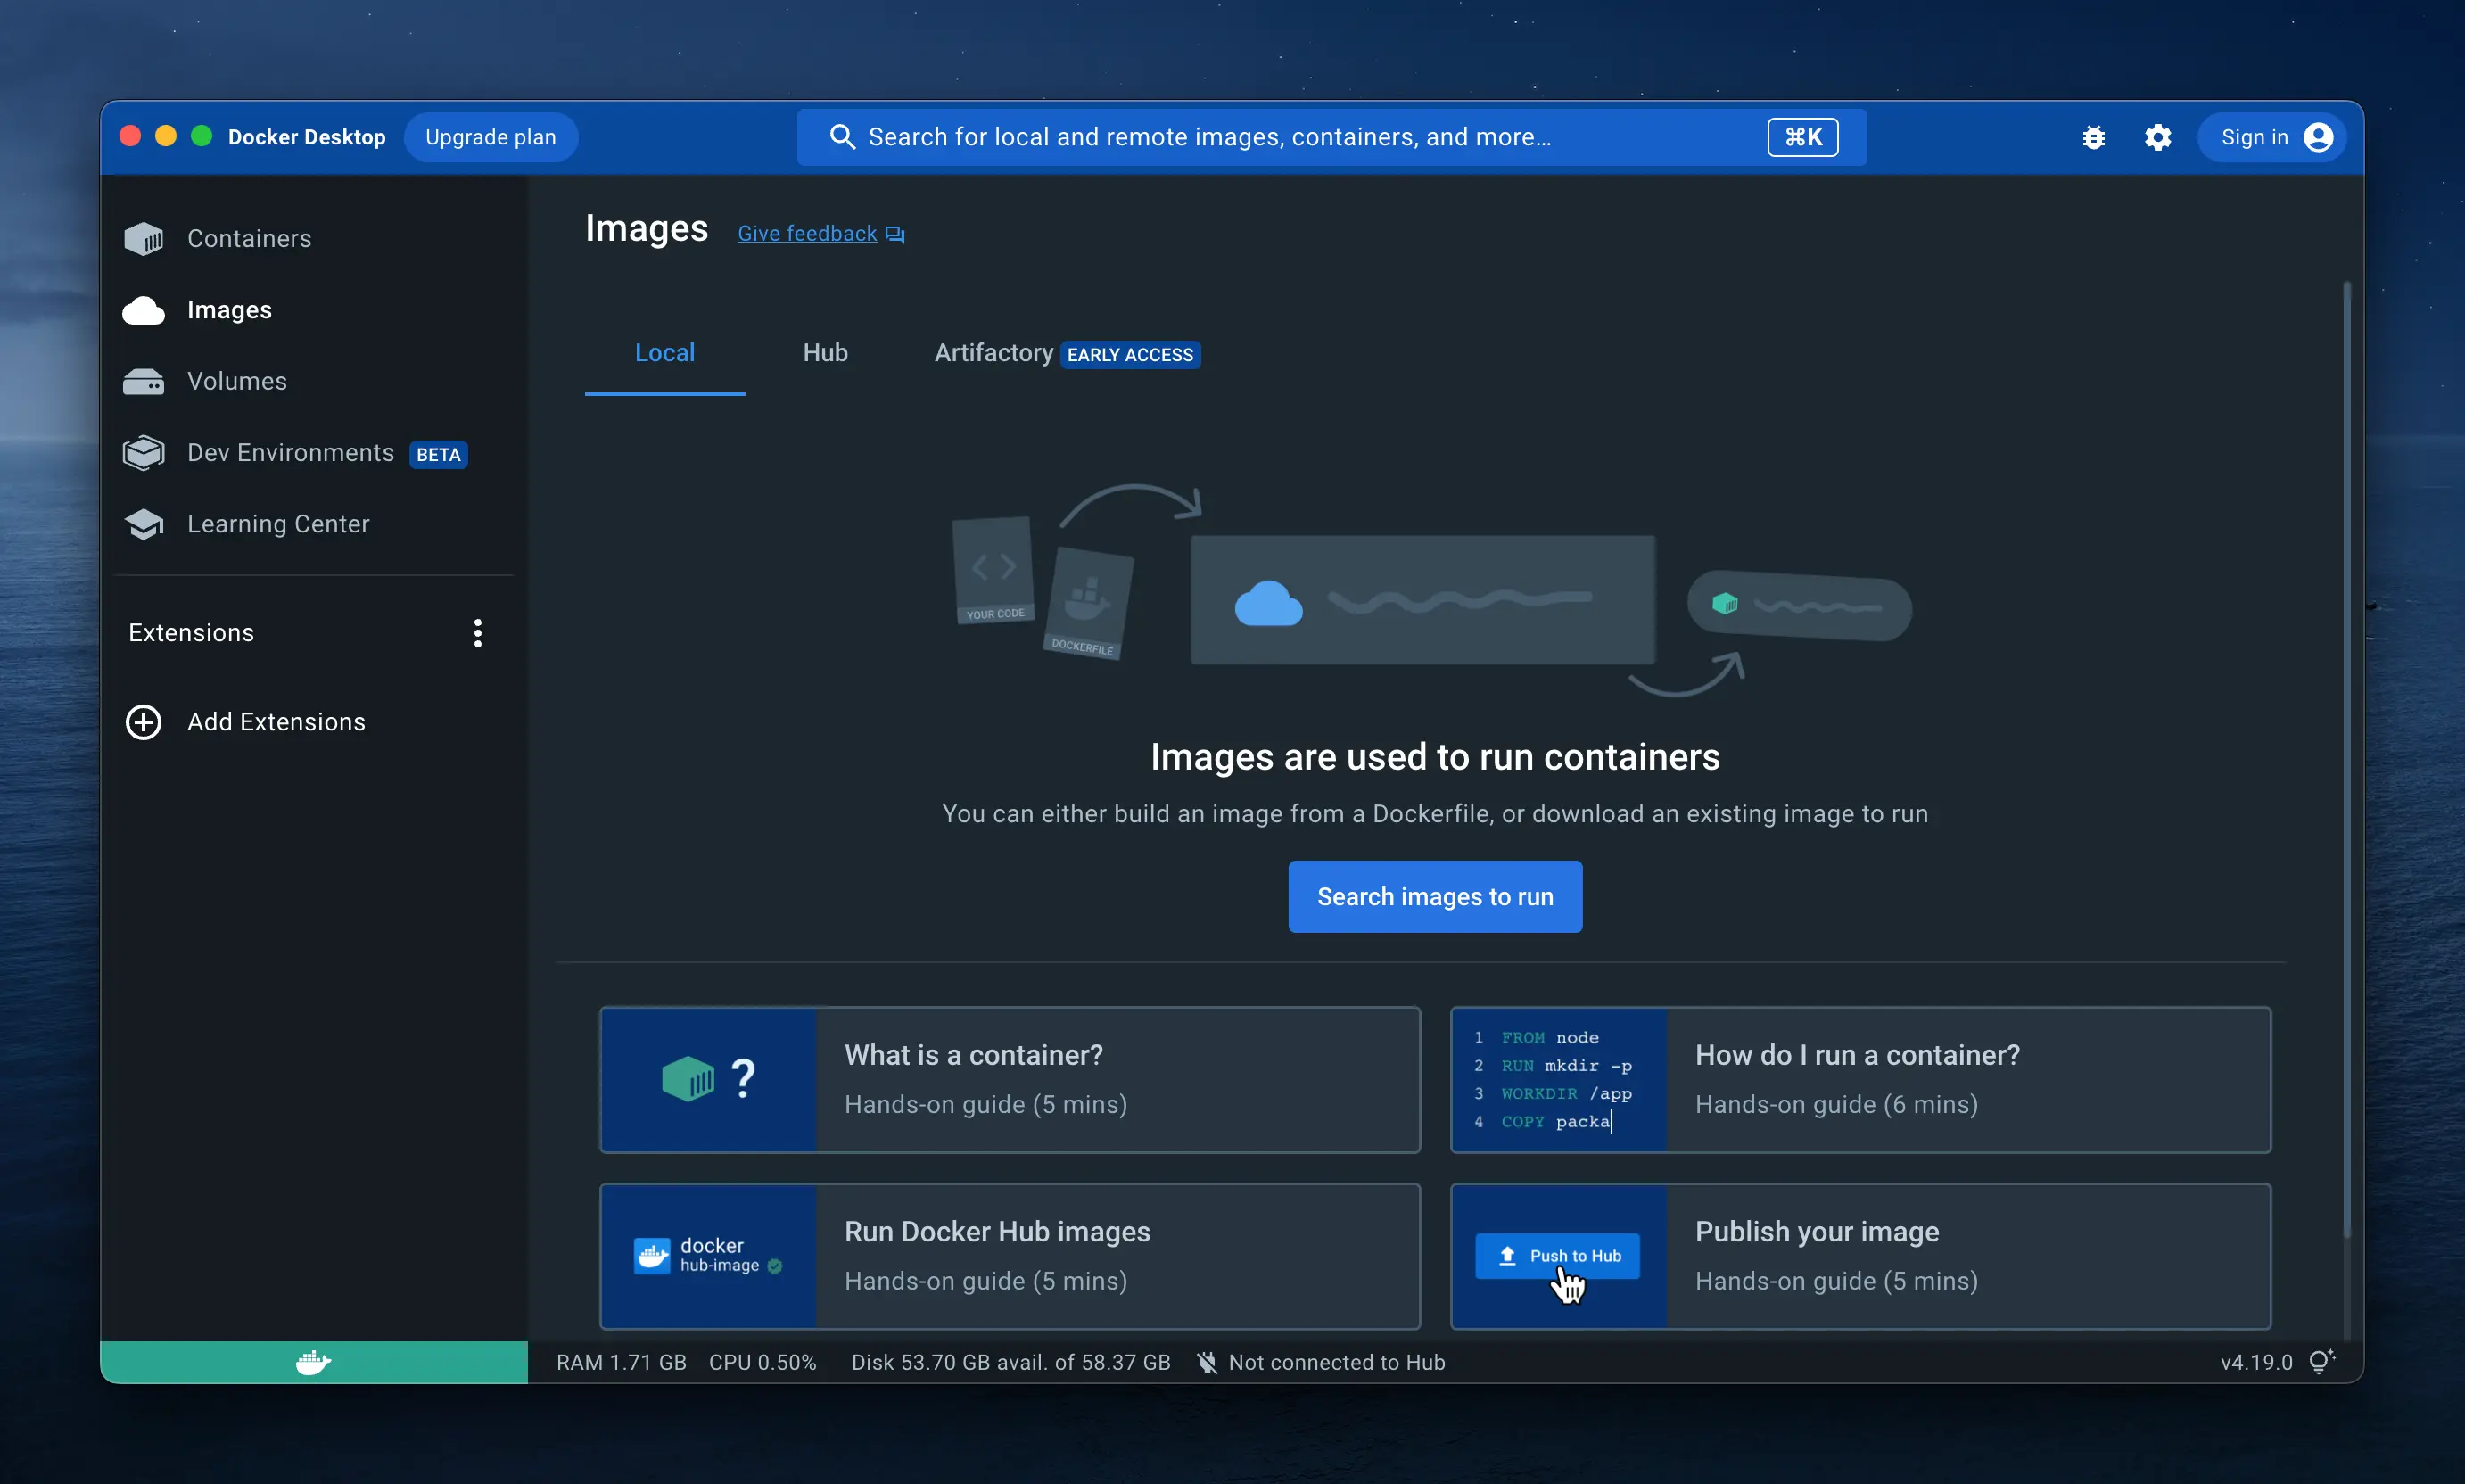 Docker Desktop
Upgrade plan
Search for local and remote images, containers, and more...
⌘K
Sign in
Containers
Images
Volumes
Dev Environments BETA
Learning Center
Extensions
Add Extensions
Images
Give feedback
Local
Hub
Artifactory EARLY ACCESS
YOUR CODE
DOCKERFILE
Images are used to run containers
You can either build an image from a Dockerfile, or download an existing image to run
Search images to run
?
What is a container?
Hands-on guide (5 mins)
1 FROM node
2 RUN mkdir -p
3 WORKDIR /app
4 COPY packa
How do I run a container?
Hands-on guide (6 mins)
docker
hub-image
Run Docker Hub images
Hands-on guide (5 mins)
Push to Hub
Publish your image
Hands-on guide (5 mins)
RAM 1.71 GB CPU 0.50% Disk 53.70 GB avail. of 58.37 GB Not connected to Hub
v4.19.0